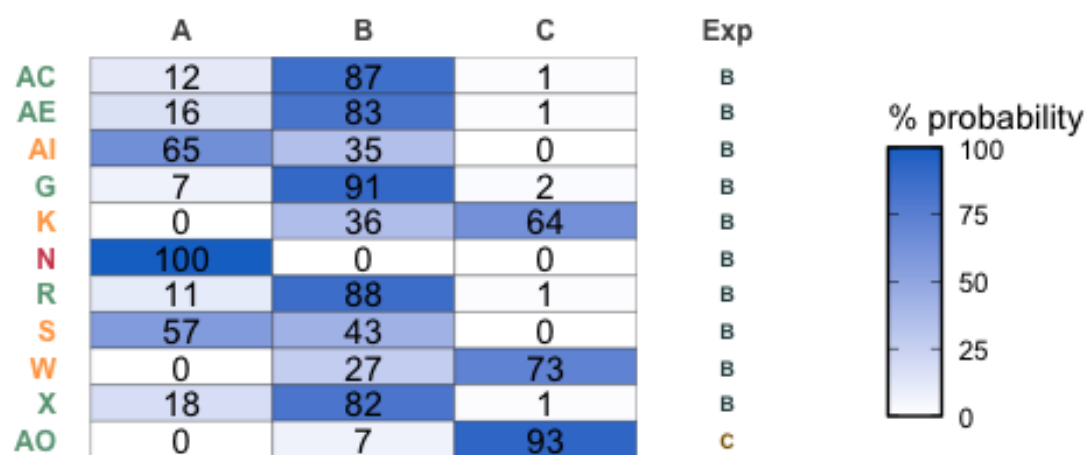 A B C Exp
AC 12 87 1 B
AE 16 83 1 B
AI 65 35 0 B
% probability
100
G 7 91 2 B
K 0 36 64 B
75
N 100 0 0 B
R 11 88 1 B
50
S 57 43 0 B
25
W 0 27 73 B
X 18 82 1 B
0
AO 0 7 93 C